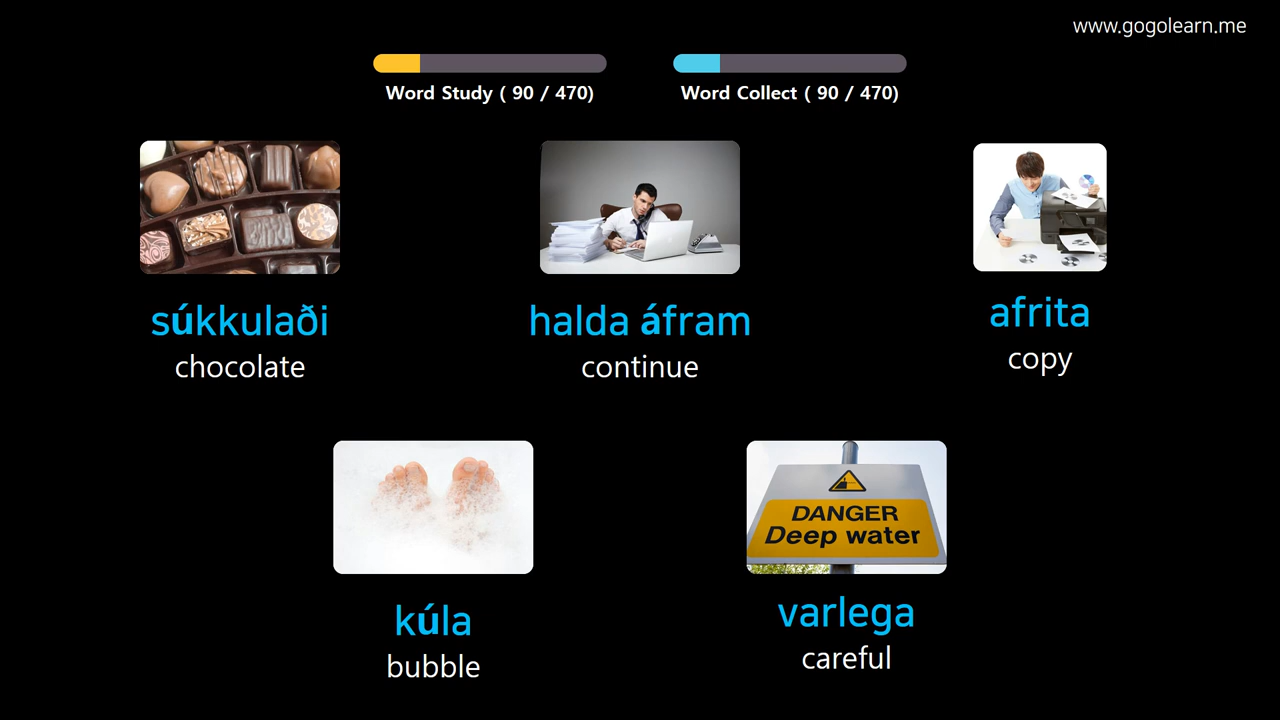 www.gogolearn.me
Word Study ( 90 / 470)
Word Collect ( 90 / 470)
súkkulaði
chocolate
halda áfram
continue
afrita
copy
DANGER
Deep water
kúla
bubble
varlega
careful